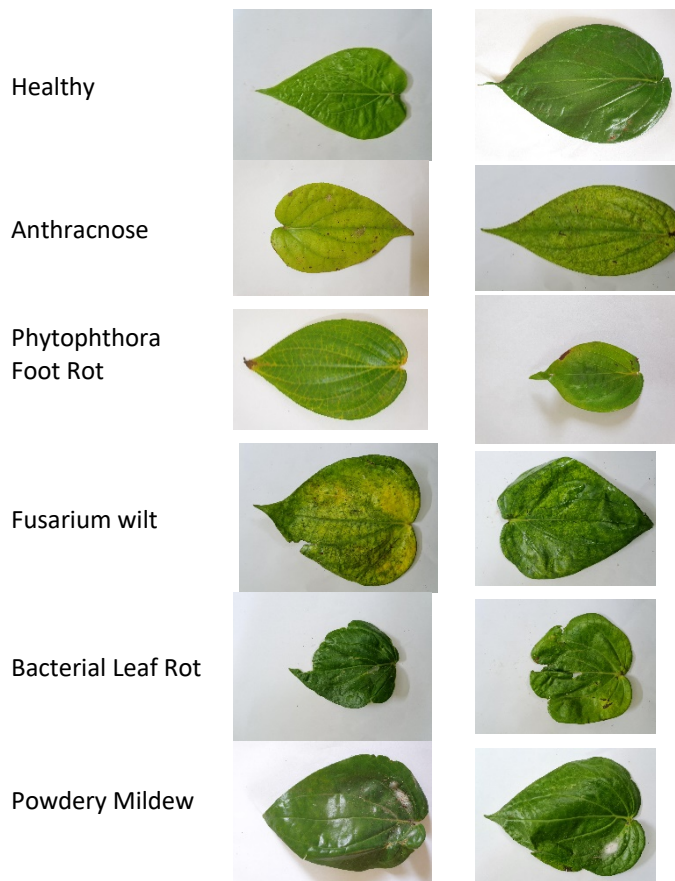 Healthy
Anthracnose
Phytophthora
Foot Rot
Fusarium wilt
Bacterial Leaf Rot
Powdery Mildew